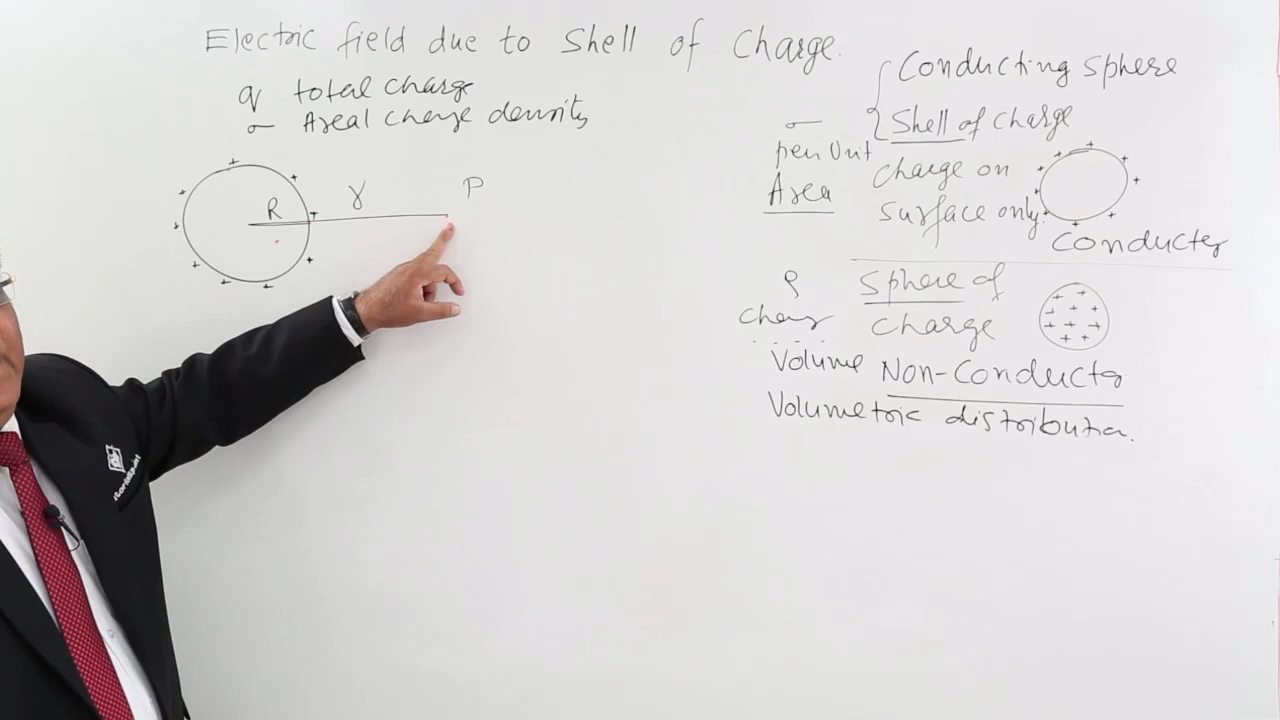 Electric field due to Shell of Charge.
q total charge
σ Areal charge density
R r P
{ Conducting sphere
Shell of charge
σ
per Unit
Area
charge on
surface only.
Conductor
ρ
charg
Volume
Sphere of
charge
Non-Conductor
Volumetric distribution.